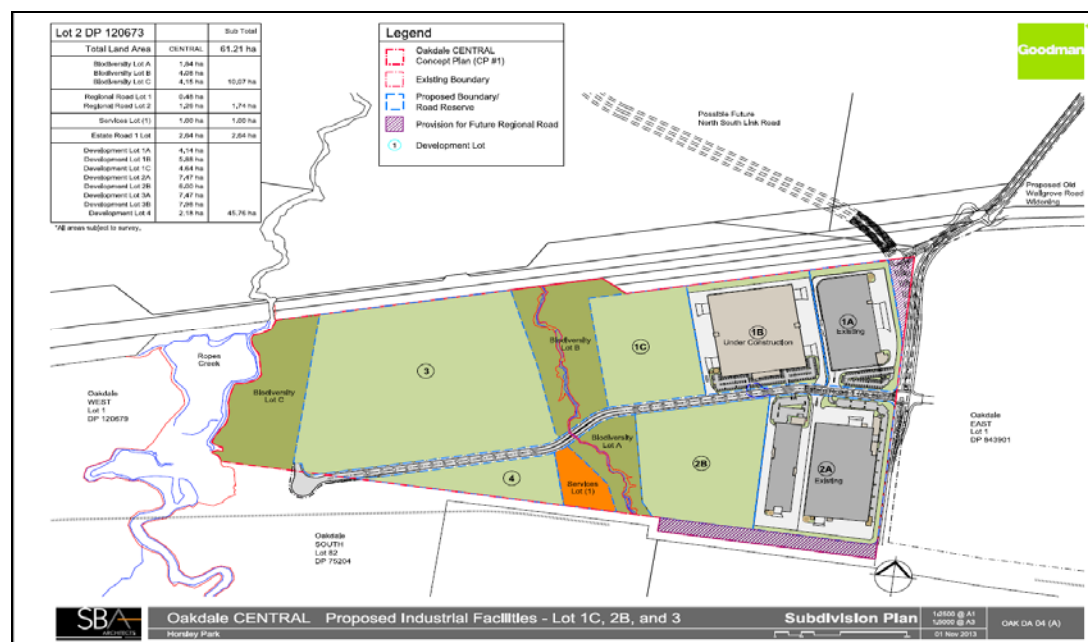 Lot 2 DP 120673 Sub Total
Total Land Area CENTRAL 61.21 ha
Biodiversity Lot A 1,84 ha
Biodiversity Lot B 4,08 ha
Biodiversity Lot C 4,15 ha 10,07 ha
Regional Road Lot 1 0,48 ha
Regional Road Lot 2 1,26 ha 1,74 ha
Services Lot (1) 1,00 ha 1,00 ha
Estate Road 1 Lot 2,64 ha 2,64 ha
Development Lot 1A 4,14 ha
Development Lot 1B 5,88 ha
Development Lot 1C 4,64 ha
Development Lot 2A 7,47 ha
Development Lot 2B 6,00 ha
Development Lot 3A 7,47 ha
Development Lot 3B 7,98 ha
Development Lot 4 2,18 ha 45.76 ha
*All areas subject to survey.
Legend
Oakdale CENTRAL
Concept Plan (CP #1)
Existing Boundary
Proposed Boundary/
Road Reserve
Provision for Future Regional Road
1 Development Lot
Goodman
Possible Future
North South Link Road
Proposed Old
Wallgrove Road
Widening
Ropes
Creek
Oakdale
WEST
Lot 1
DP 120679
Biodiversity
Lot C
3
Biodiversity
Lot B
1C
1B
Under Construction
1A
Existing
Oakdale
EAST
Lot 1
DP 843901
Biodiversity
Lot A
2B
2A
Existing
4
Services
Lot (1)
Oakdale
SOUTH
Lot 82
DP 75204
SBA
ARCHITECTS
Oakdale CENTRAL Proposed Industrial Facilities - Lot 1C, 2B, and 3
Horsley Park
Subdivision Plan
1:2500 @ A1
1:5000 @ A3
01 Nov 2013
OAK DA 04 (A)